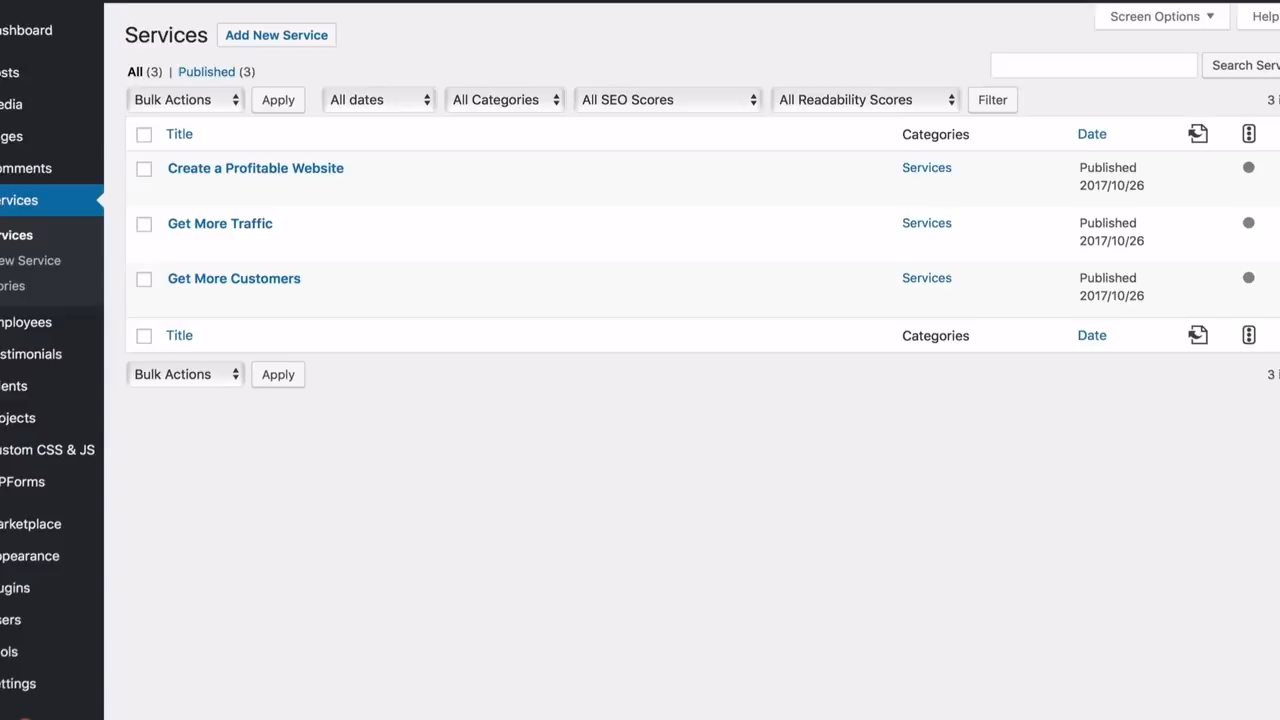 Screen Options
Help
Services
Add New Service
All (3) | Published (3)
Search Serv
Bulk Actions
Apply
All dates
All Categories
All SEO Scores
All Readability Scores
Filter
3 i
Title
Categories
Date
Create a Profitable Website
Services
Published
2017/10/26
Get More Traffic
Services
Published
2017/10/26
Get More Customers
Services
Published
2017/10/26
Title
Categories
Date
Bulk Actions
Apply
3 i
shboard
sts
edia
ges
omments
rvices
rvices
ew Service
ories
mployees
stimonials
ients
ojects
ustom CSS & JS
PForms
arketplace
ppearance
ugins
sers
ols
ttings